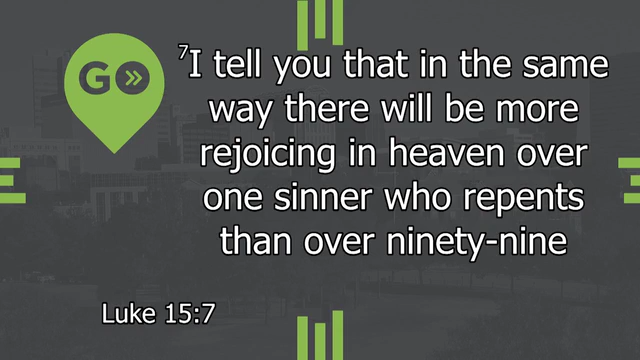 GO
7I tell you that in the same
way there will be more
rejoicing in heaven over
one sinner who repents
than over ninety-nine
Luke 15:7